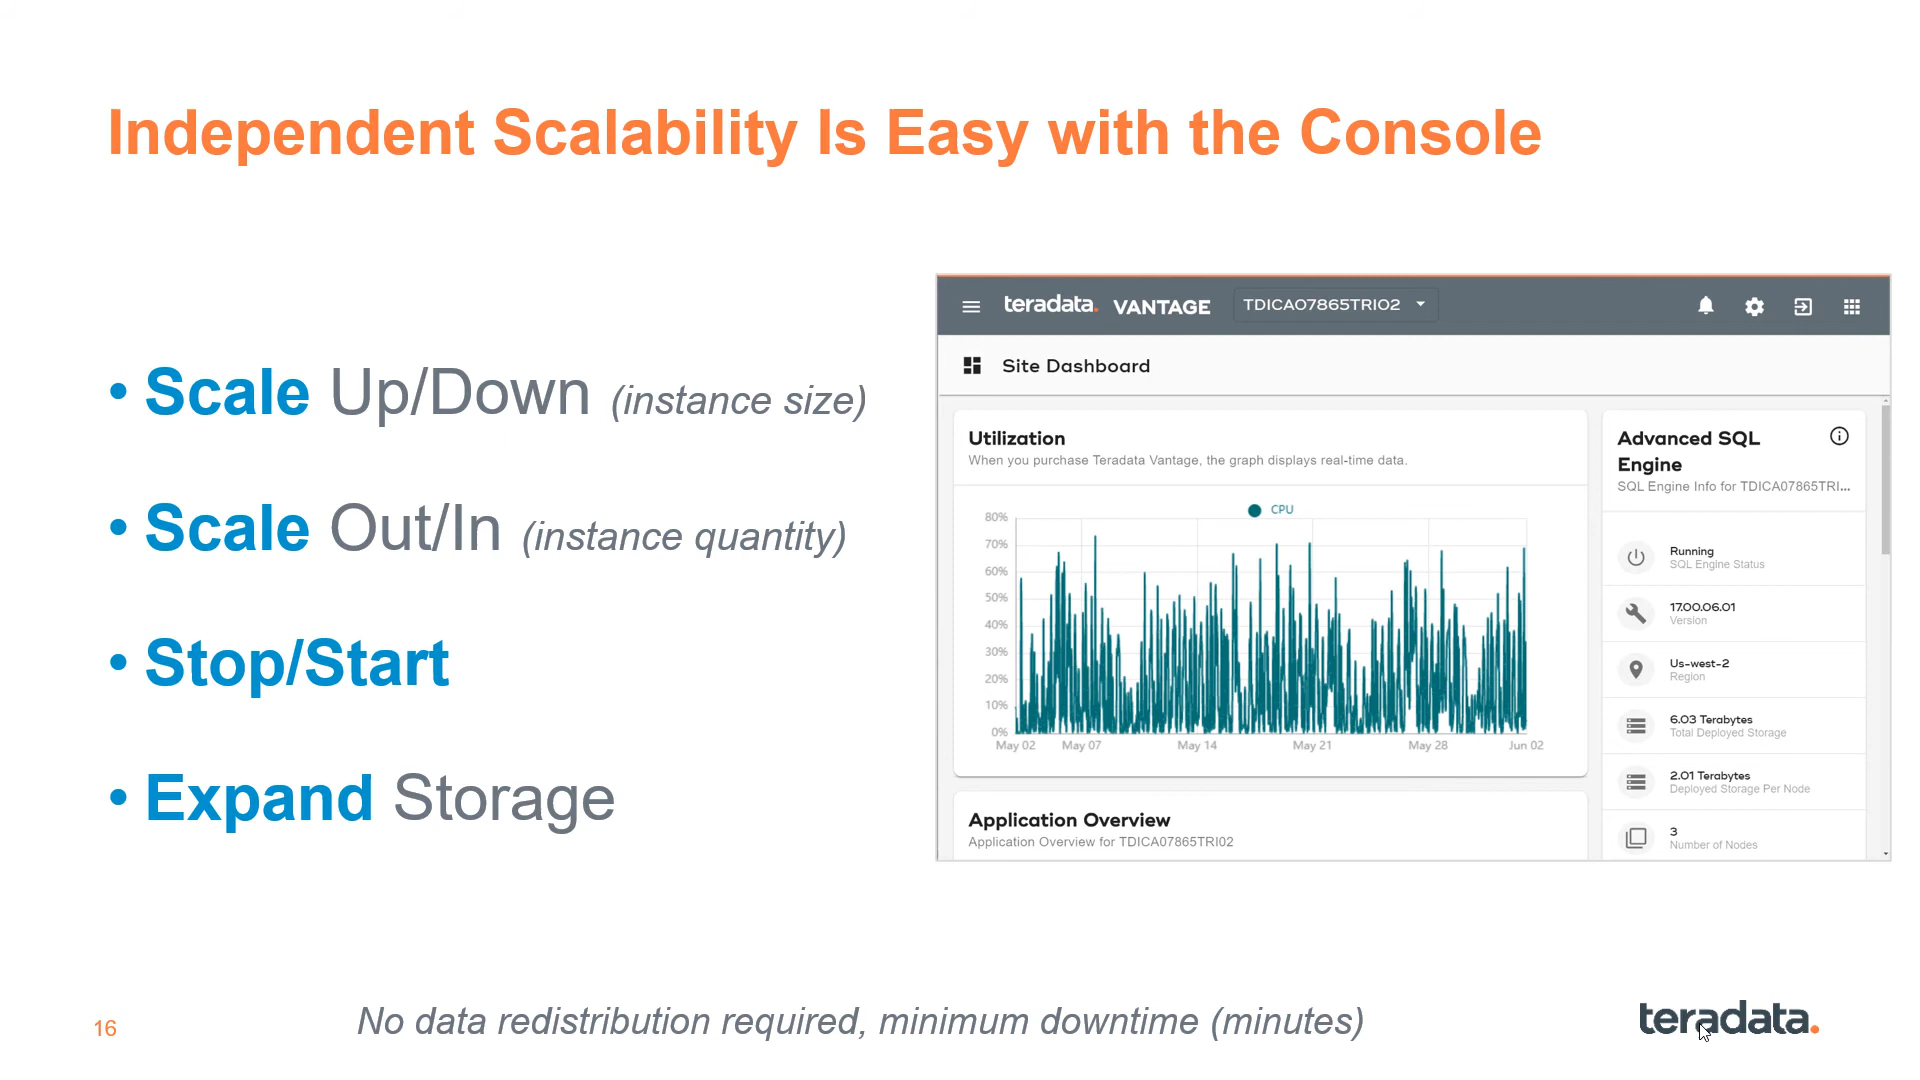 Independent Scalability Is Easy with the Console
• Scale Up/Down (instance size)
• Scale Out/In (instance quantity)
• Stop/Start
• Expand Storage
teradata. VANTAGE TDICA07865TRI02
Site Dashboard
Utilization
When you purchase Teradata Vantage, the graph displays real-time data.
CPU
80%
70%
60%
50%
40%
30%
20%
10%
0%
May 02 May 07 May 14 May 21 May 28 Jun 02
Application Overview
Application Overview for TDICA07865TRI02
Advanced SQL
Engine
SQL Engine Info for TDICA07865TRI...
Running
SQL Engine Status
17.00.06.01
Version
Us-west-2
Region
6.03 Terabytes
Total Deployed Storage
2.01 Terabytes
Deployed Storage Per Node
3
Number of Nodes
16
No data redistribution required, minimum downtime (minutes)
teradata.